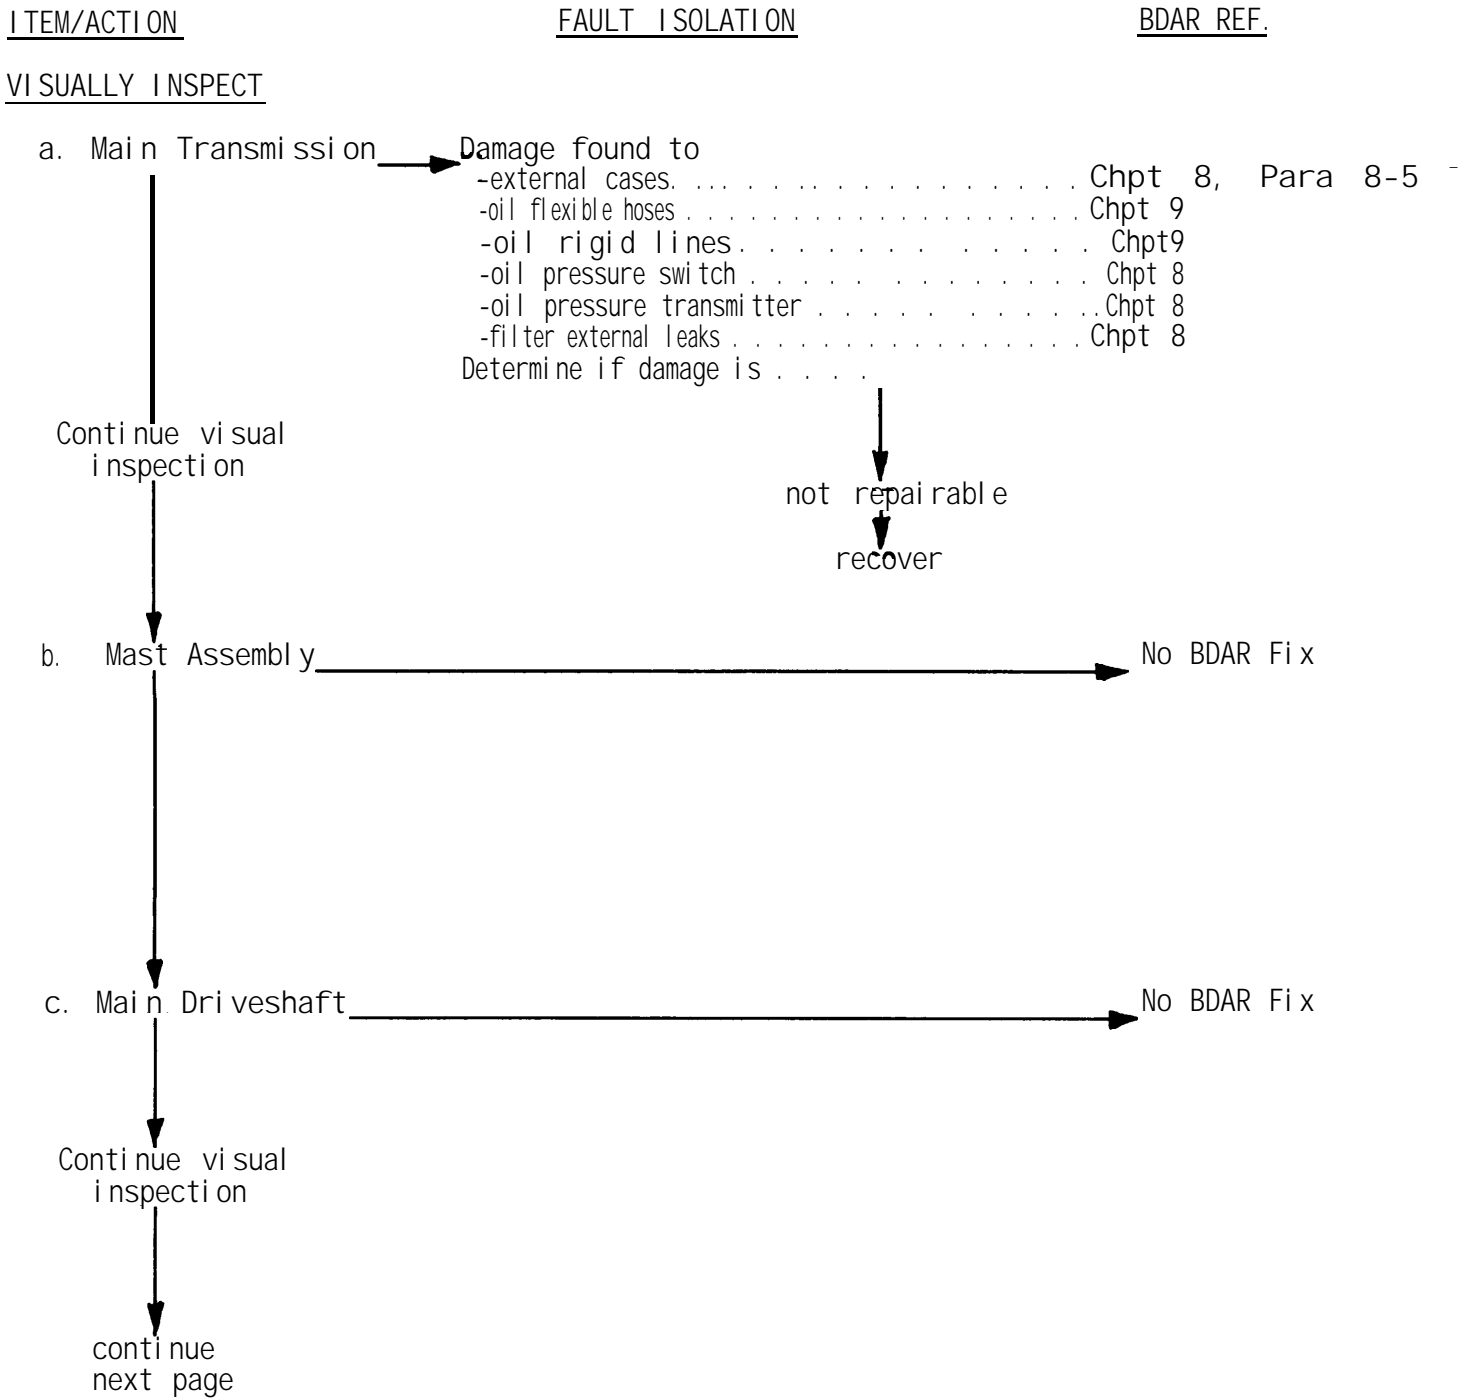 ITEM/ACTION FAULT ISOLATION BDAR REF.
VISUALLY INSPECT
a. Main Transmission Damage found to
-external cases. ... . . .. . . . . . . . . . . Chpt 8, Para 8-5
-oil flexible hoses . . . . . . . . . . . . . . . . . . Chpt 9
-oil rigid lines . . . . . . . . . . . . Chpt9
-oil pressure switch . . . . . . . . . . . . Chpt 8
-oil pressure transmitter . . . . . . . . . ..Chpt 8
-filter external leaks . . . . . . . . . . . . . . . . Chpt 8
Determine if damage is . . . .
Continue visual
inspection
not repairable
recover
b. Mast Assembly No BDAR Fix
c. Main Driveshaft No BDAR Fix
Continue visual
inspection
continue
next page